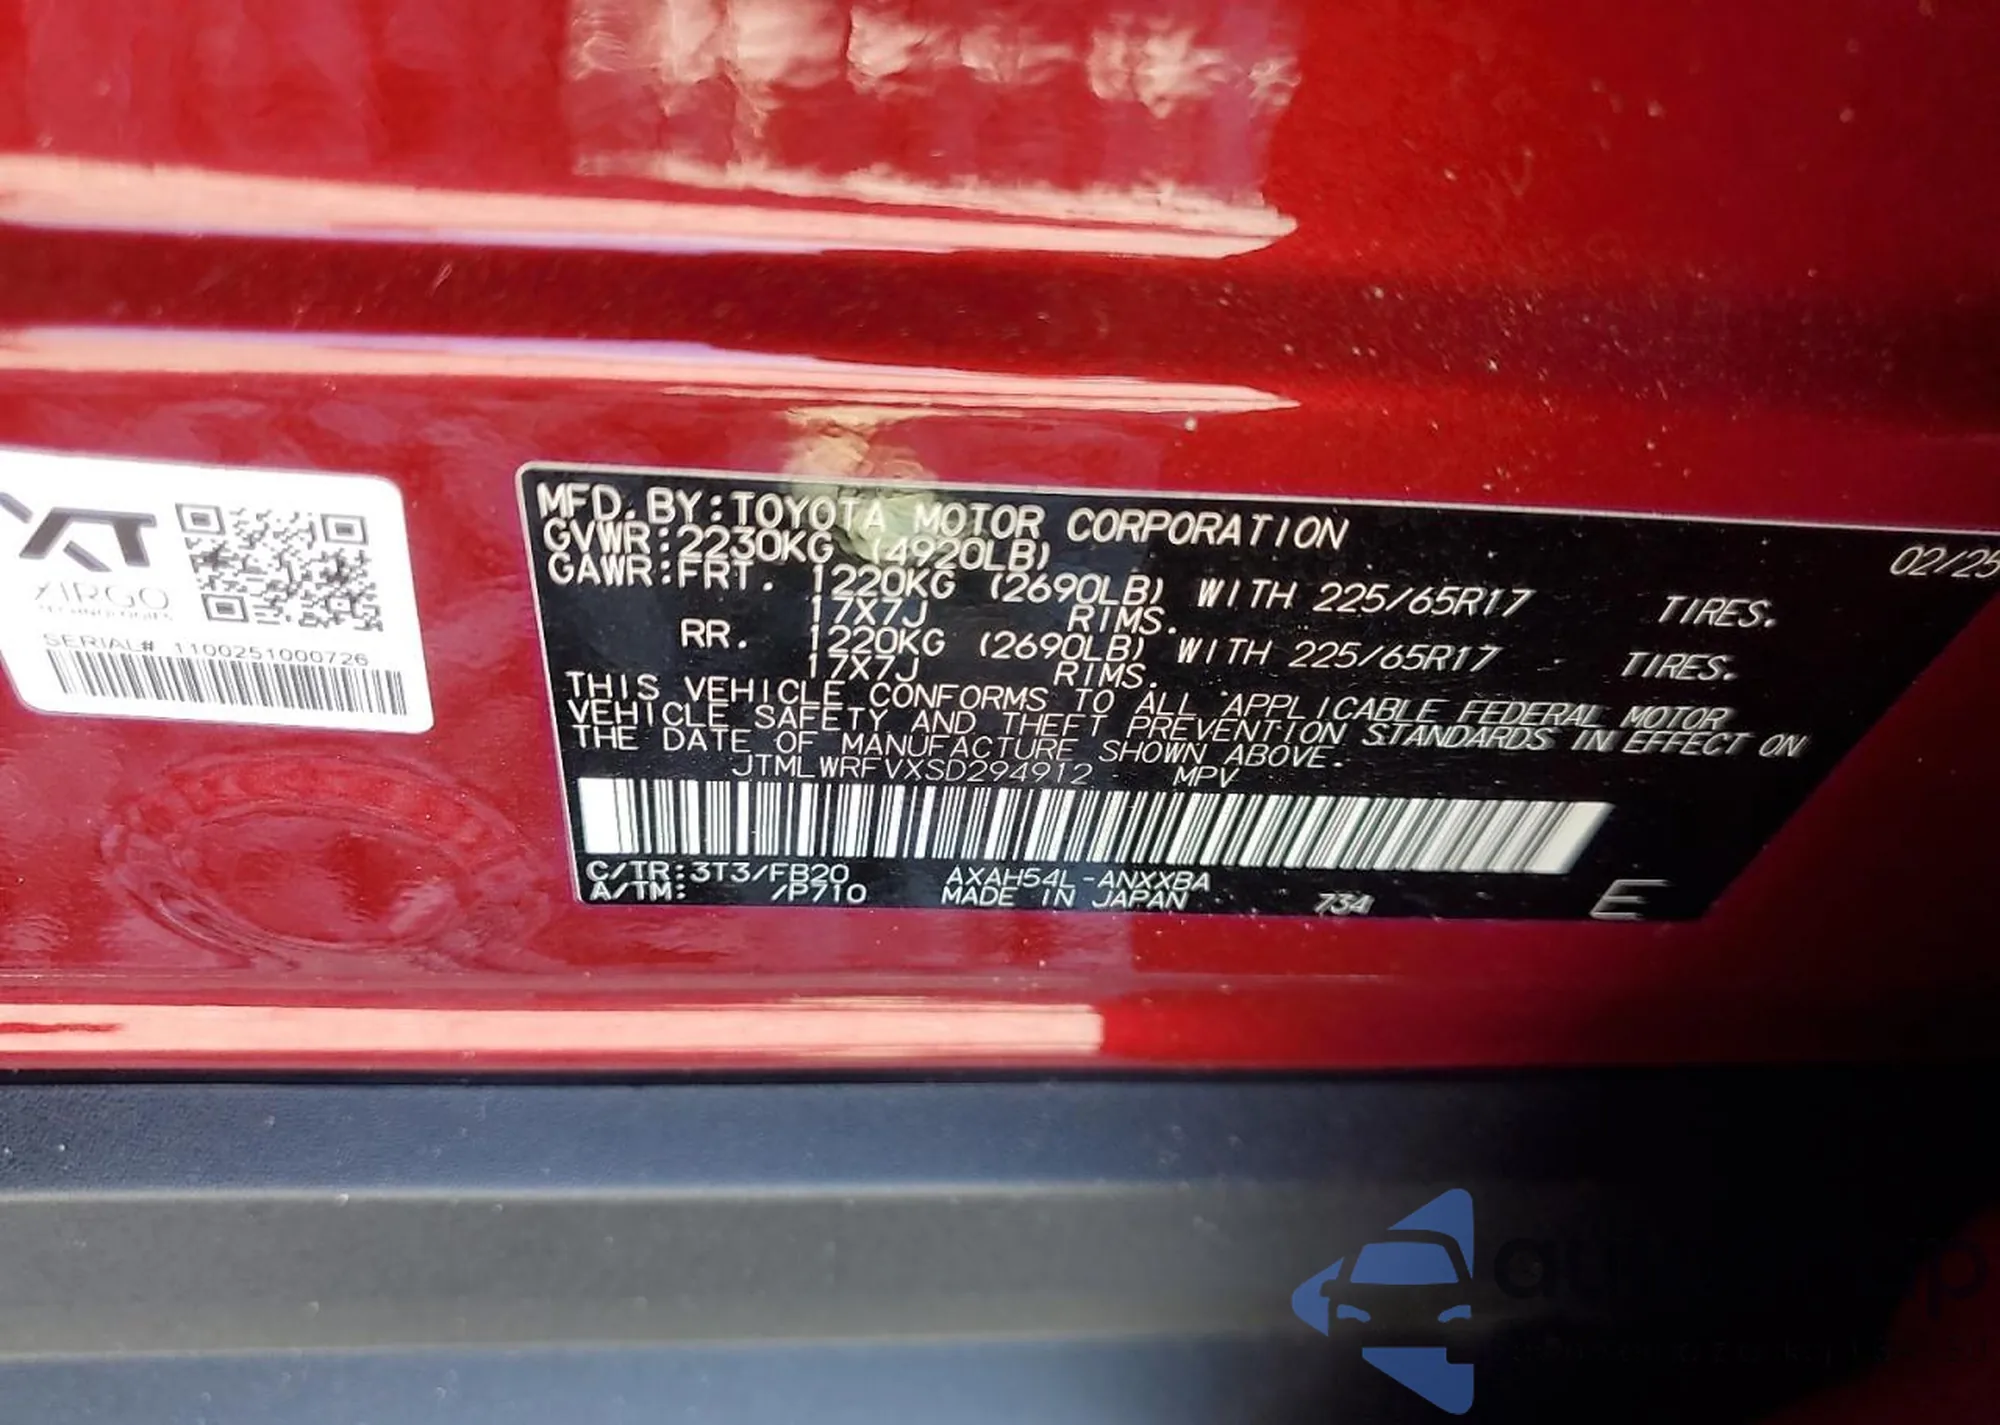 XT
XIRGO
TECHNOLOGIES
SERIAL# 1100251000726
MFD. BY:TOYOTA MOTOR CORPORATION 02/25
GVWR:2230KG (4920LB)
GAWR:FRT. 1220KG (2690LB) WITH 225/65R17 TIRES.
17X7J RIMS.
RR. 1220KG (2690LB) WITH 225/65R17 TIRES.
17X7J RIMS.
THIS VEHICLE CONFORMS TO ALL APPLICABLE FEDERAL MOTOR
VEHICLE SAFETY AND THEFT PREVENTION STANDARDS IN EFFECT ON
THE DATE OF MANUFACTURE SHOWN ABOVE.
JTMLWRFVXSD294912 MPV
C/TR:3T3/FB20 AXAH54L-ANXXBA
A/TM: /P710 MADE IN JAPAN 734 E